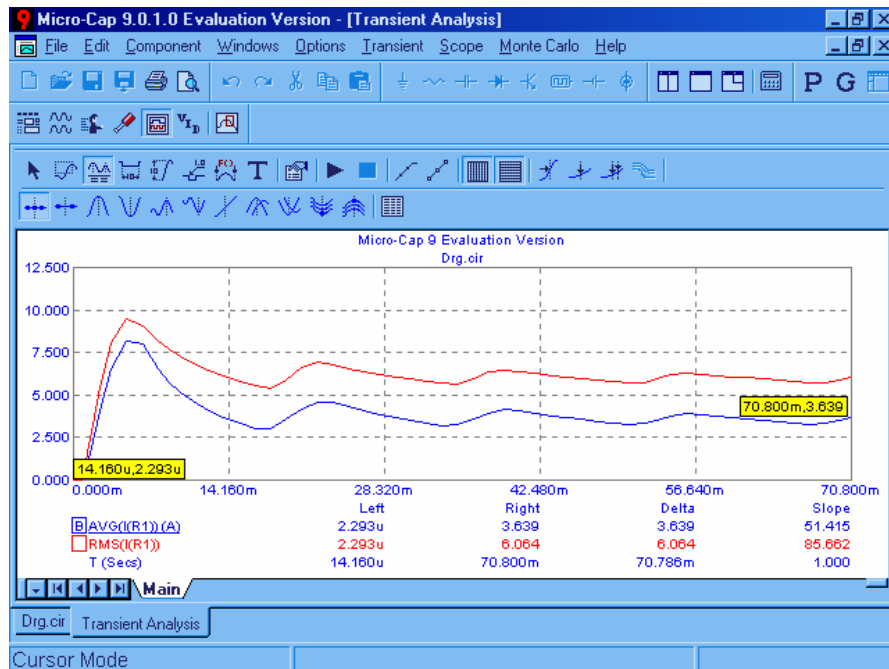 Micro-Cap 9.0.1.0 Evaluation Version - [Transient Analysis]
File Edit Component Windows Options Transient Scope Monte Carlo Help
P G
Micro-Cap 9 Evaluation Version
Drg.cir
12.500
10.000
7.500
5.000
2.500
0.000
70.800m,3.639
14.160u,2.293u
0.000m 14.160m 28.320m 42.480m 56.640m 70.800m
Left Right Delta Slope
B AVG(I(R1)) (A) 2.293u 3.639 3.639 51.415
RMS(I(R1)) 2.293u 6.064 6.064 85.662
T (Secs) 14.160u 70.800m 70.786m 1.000
Main
Drg.cir Transient Analysis
Cursor Mode